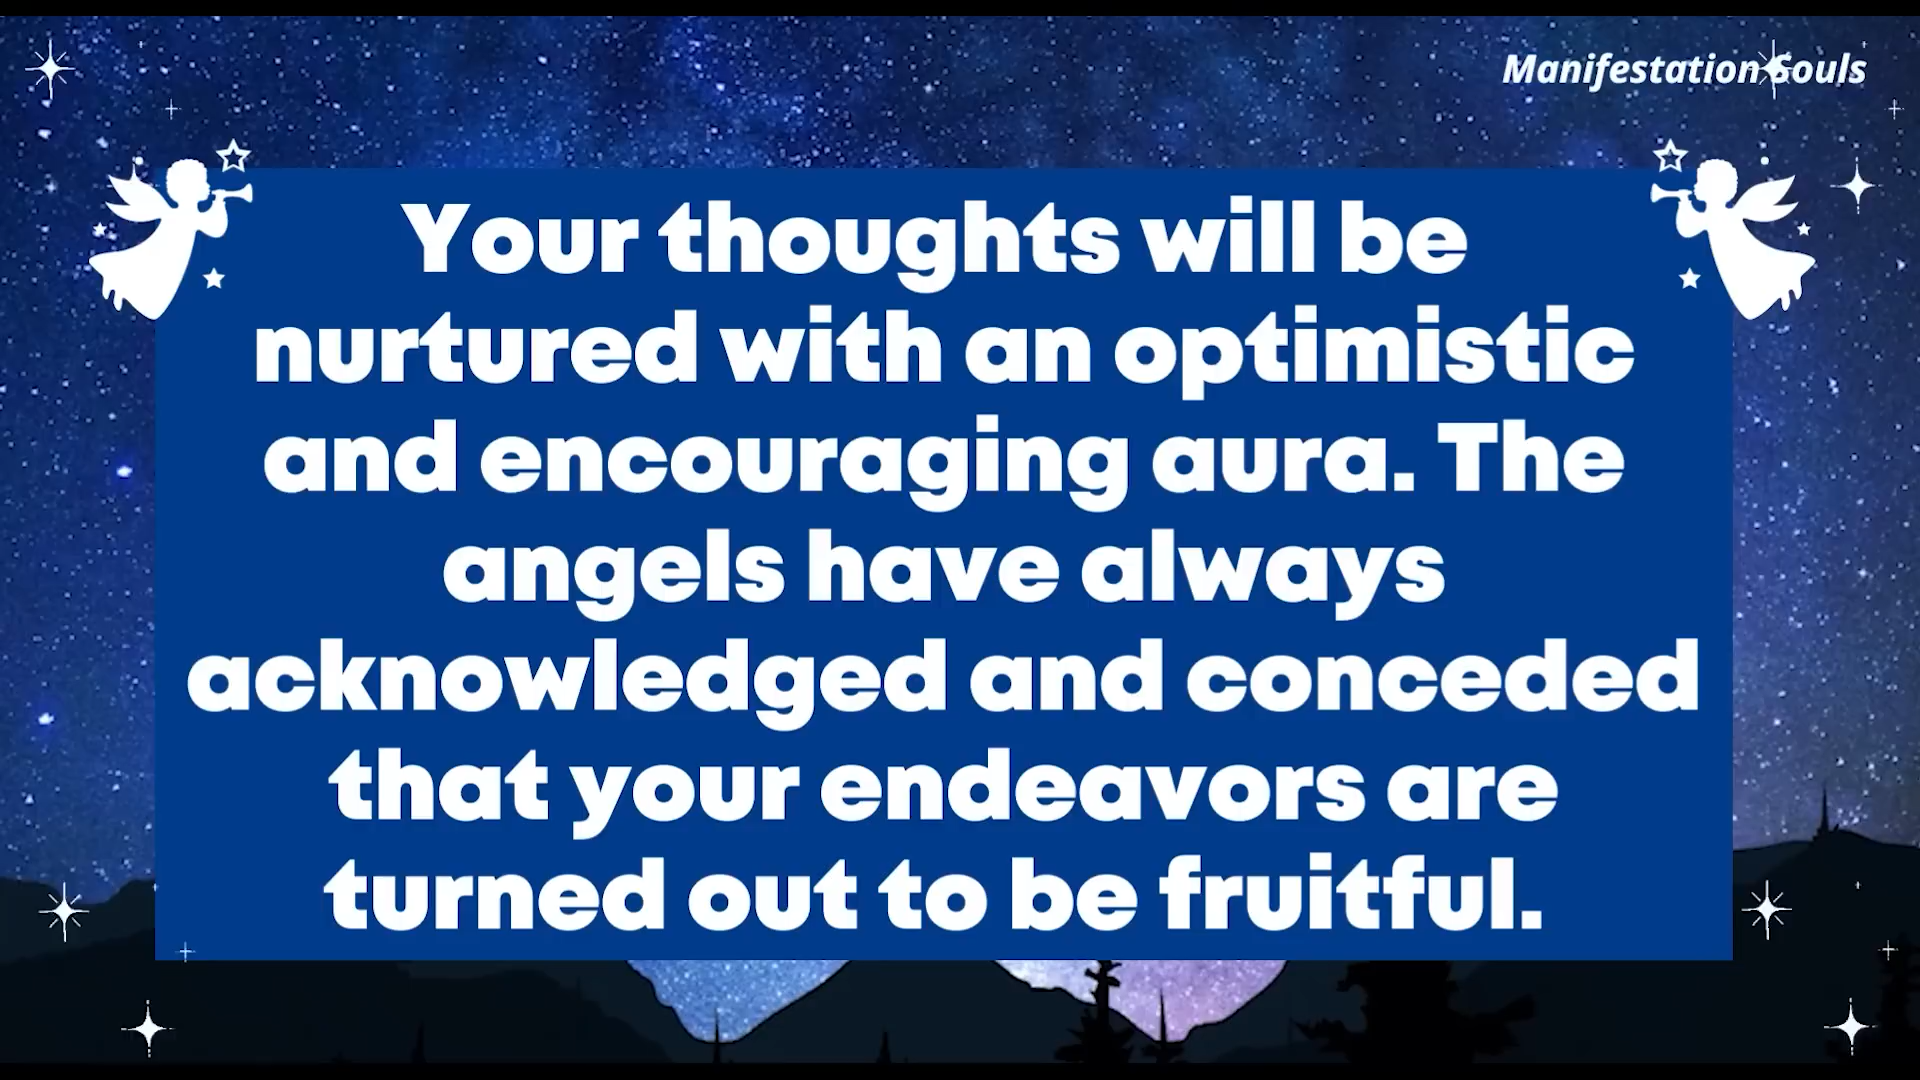 Manifestation Souls
Your thoughts will be
nurtured with an optimistic
and encouraging aura. The
angels have always
acknowledged and conceded
that your endeavors are
turned out to be fruitful.